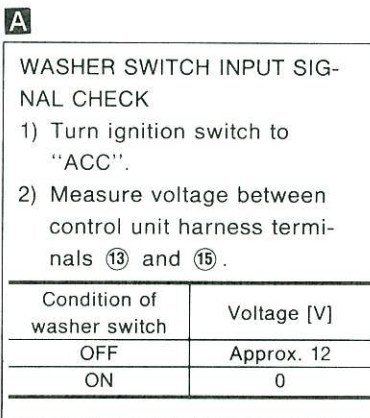 A
WASHER SWITCH INPUT SIG-
NAL CHECK
1) Turn ignition switch to
"ACC".
2) Measure voltage between
control unit harness termi-
nals ⑬ and ⑮.
Condition of
washer switch
Voltage [V]
OFF Approx. 12
ON 0